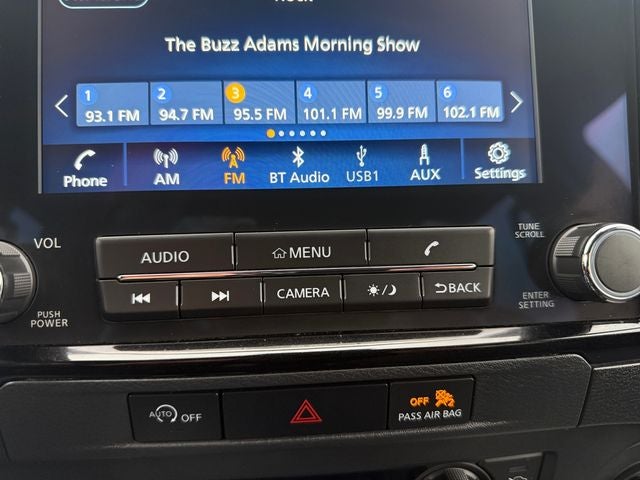 The Buzz Adams Morning Show
1 2 3 4 5 6
93.1 FM 94.7 FM 95.5 FM 101.1 FM 99.9 FM 102.1 FM
Phone AM FM BT Audio USB1 AUX Settings
VOL
TUNE
SCROLL
AUDIO MENU
CAMERA / BACK
PUSH
POWER
ENTER
SETTING
AUTO OFF
OFF
PASS AIR BAG